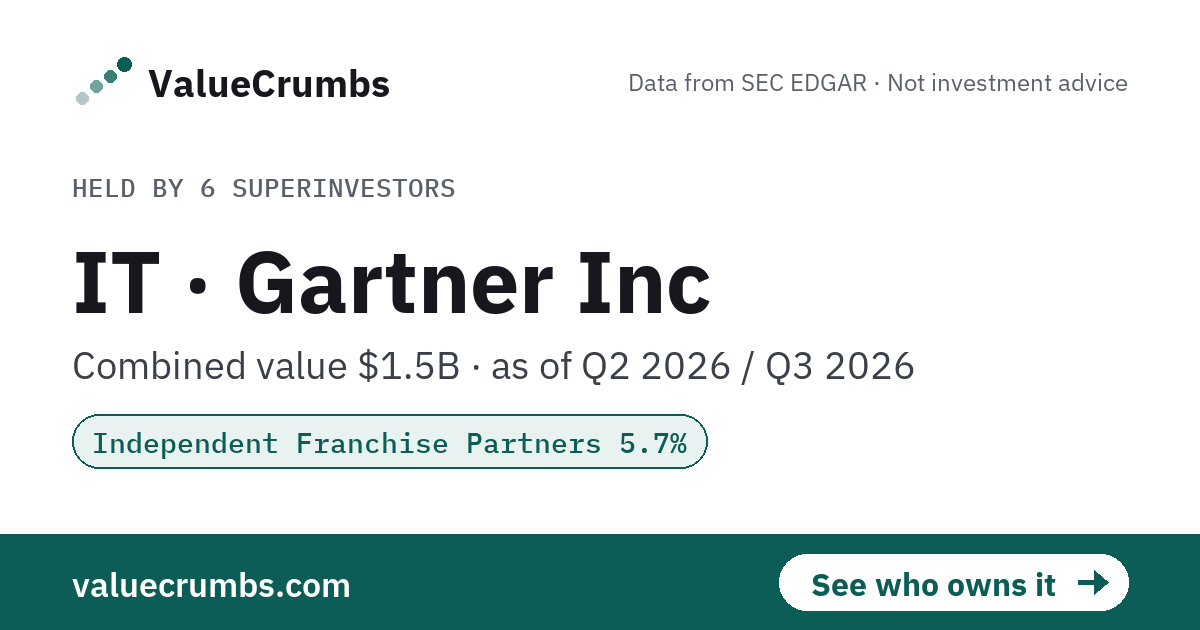 ValueCrumbs
Data from SEC EDGAR · Not investment advice
HELD BY 6 SUPERINVESTORS
IT · Gartner Inc
Combined value $1.5B · as of Q2 2026 / Q3 2026
Independent Franchise Partners 5.7%
valuecrumbs.com
See who owns it →